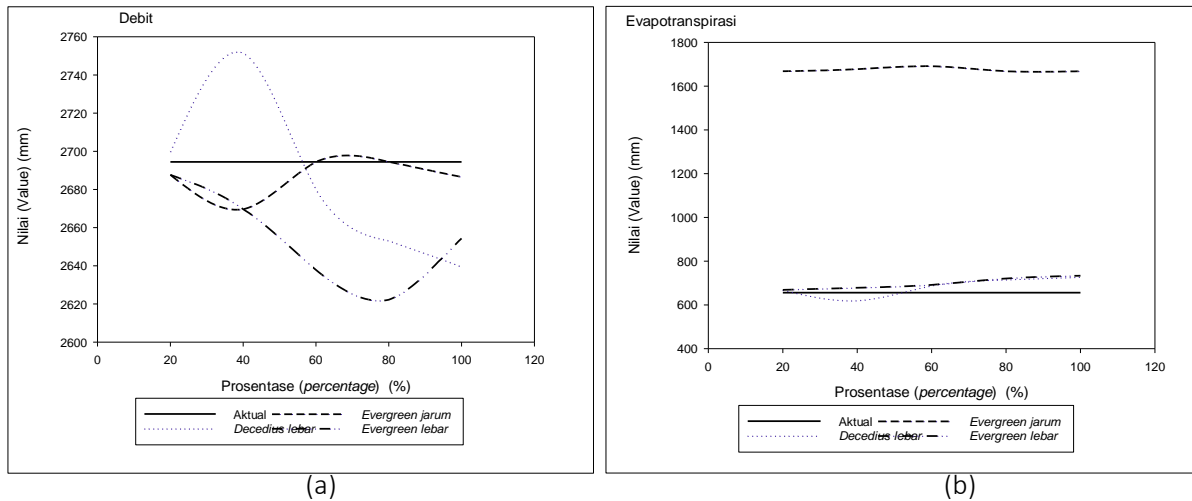 Debit
2760
2740
2720
2700
2680
2660
2640
2620
2600
Nilai (Value) (mm)
0 20 40 60 80 100 120
Prosentase (percentage) (%)
Aktual Evergreen jarum
Decedius lebar Evergreen lebar
(a)
Evapotranspirasi
1800
1600
1400
1200
1000
800
600
400
Nilai (Value) (mm)
0 20 40 60 80 100 120
Prosentase (percentage) (%)
Aktual Evergreen jarum
Decedius lebar Evergreen lebar
(b)